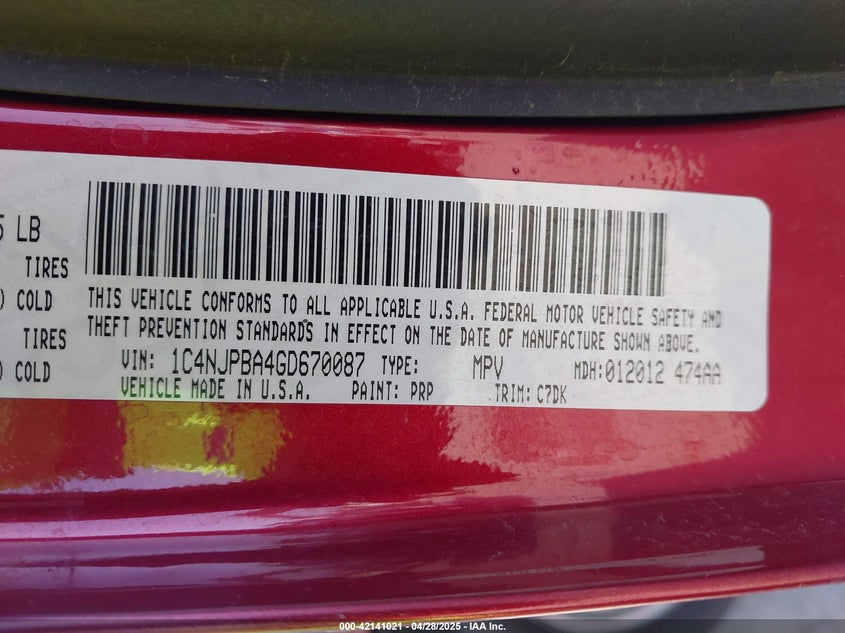 5 LB
TIRES
) COLD
TIRES
) COLD
THIS VEHICLE CONFORMS TO ALL APPLICABLE U.S.A. FEDERAL MOTOR VEHICLE SAFETY AND
THEFT PREVENTION STANDARDS IN EFFECT ON THE DATE OF MANUFACTURE SHOWN ABOVE.
VIN: 1C4NJPBA4GD670087 TYPE: MPV MDH:012012 474AA
VEHICLE MADE IN U.S.A. PAINT: PRP TRIM: C7DK
000-42141021 - 04/28/2025 - IAA Inc.